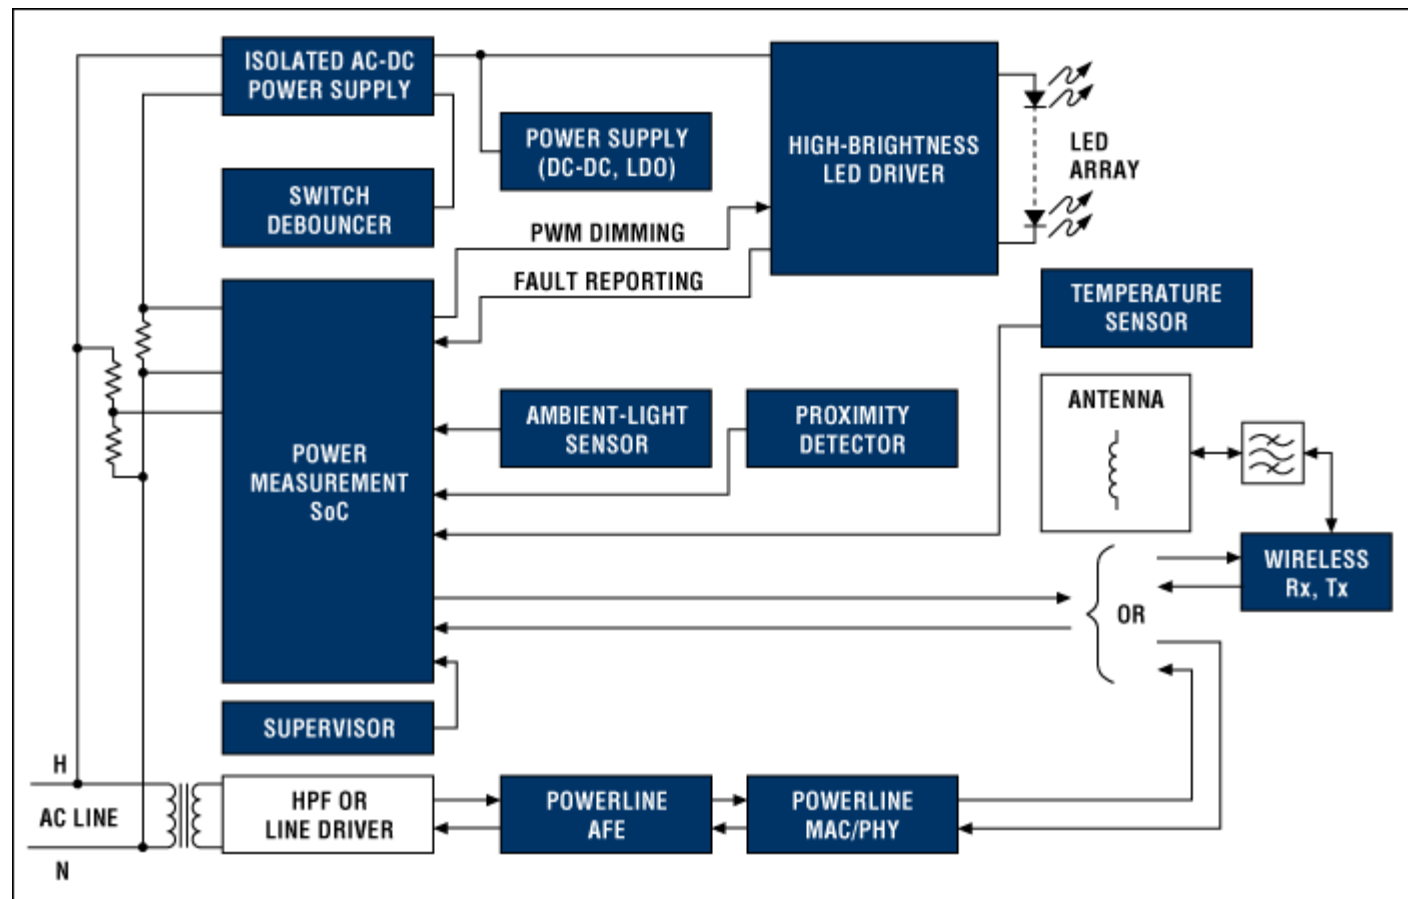 ISOLATED AC-DC
POWER SUPPLY
POWER SUPPLY
(DC-DC, LDO)
HIGH-BRIGHTNESS
LED DRIVER
LED
ARRAY
SWITCH
DEBOUNCER
PWM DIMMING
FAULT REPORTING
TEMPERATURE
SENSOR
POWER
MEASUREMENT
SoC
AMBIENT-LIGHT
SENSOR
PROXIMITY
DETECTOR
ANTENNA
WIRELESS
Rx, Tx
OR
SUPERVISOR
H
AC LINE
N
HPF OR
LINE DRIVER
POWERLINE
AFE
POWERLINE
MAC/PHY